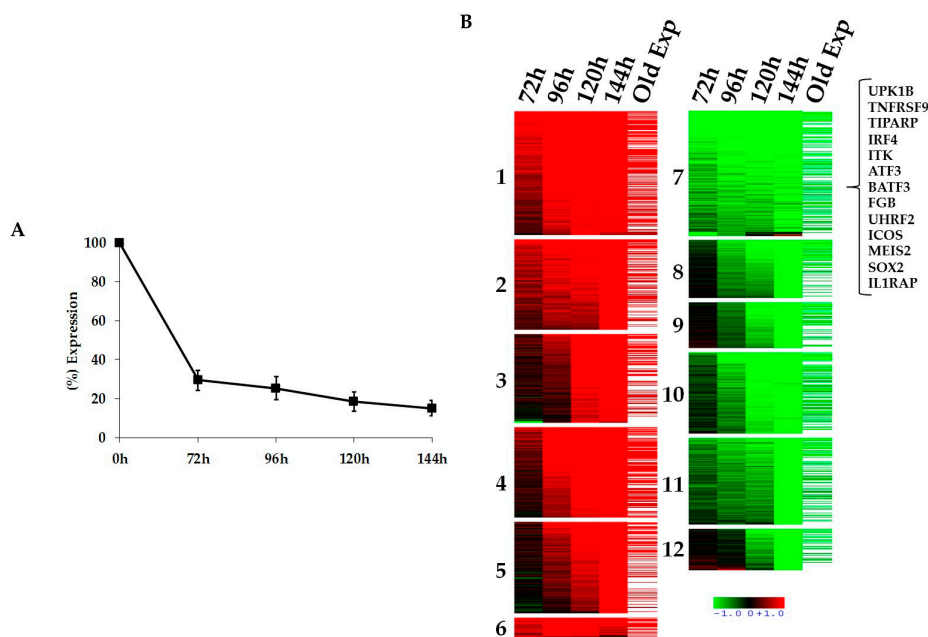 A
100
80
60
40
20
0
(%) Expression
0h
72h
96h
120h
144h
B
72h
96h
120h
144h
Old Exp
1
2
3
4
5
6
72h
96h
120h
144h
Old Exp
7
8
9
10
11
12
UPK1B
TNFRSF9
TIPARP
IRF4
ITK
ATF3
BATF3
FGB
UHRF2
ICOS
MEIS2
SOX2
IL1RAP
-1.0 0 +1.0